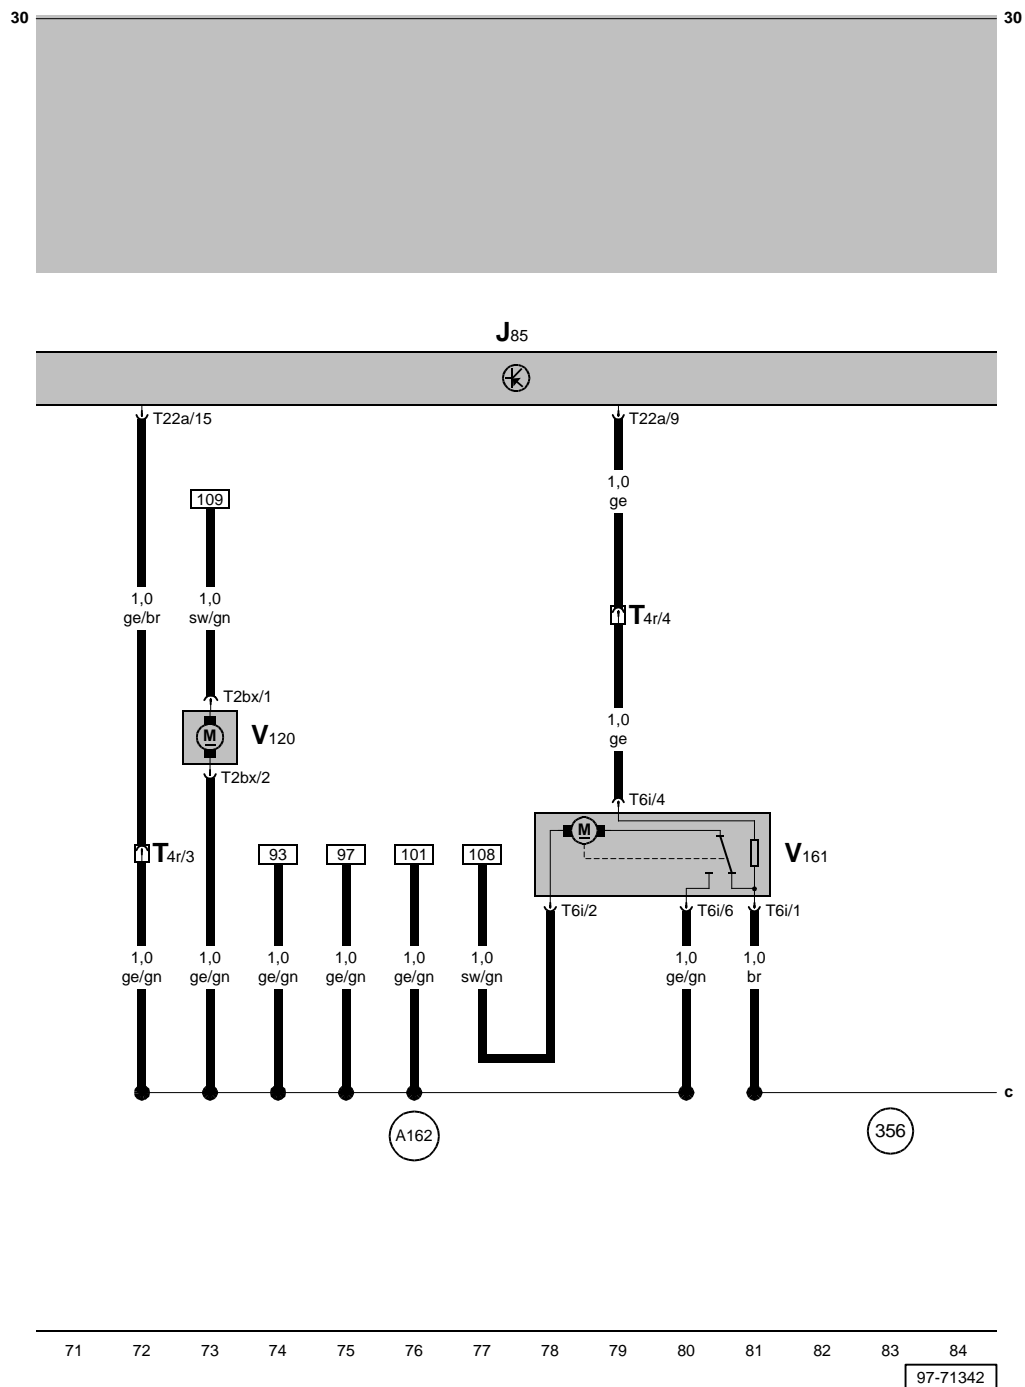 30 30
J85
T22a/15 T22a/9
1,0
ge
109
1,0 1,0
ge/br sw/gn
T4r/4
T2bx/1
1,0
ge
M V120
T2bx/2
T6i/4
M
T4r/3 93 97 101 108 V161
T6i/2 T6i/6 T6i/1
1,0 1,0 1,0 1,0 1,0 1,0 1,0 1,0
ge/gn ge/gn ge/gn ge/gn ge/gn sw/gn ge/gn br
c
A162 356
71 72 73 74 75 76 77 78 79 80 81 82 83 84
97-71342